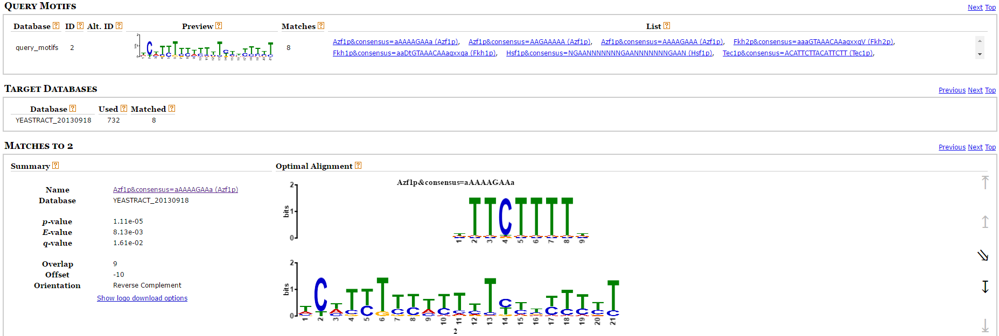 QUERY MOTIFS
Next Top
Database ? ID ? Alt. ID ? Preview ? Matches ? List ?
query_motifs 2 8
Azf1p&consensus=aAAAAGAAa (Azf1p), Azf1p&consensus=AAGAAAAA (Azf1p), Azf1p&consensus=AAAAGAAA (Azf1p), Fkh2p&consensus=aaaGTAAACAAaqxxqV (Fkh2p),
Fkh1p&consensus=aaDtGTAAACAAaqxxqa (Fkh1p), Hsf1p&consensus=NGAANNNNNNNGAANNNNNNGAAN (Hsf1p), Tec1p&consensus=ACATTCTTACATTCTT (Tec1p),
TARGET DATABASES
Previous Next Top
Database ? Used ? Matched ?
YEASTRACT_20130918 732 8
MATCHES TO 2
Previous Next Top
Summary ?
Name Azf1p&consensus=aAAAAGAAa (Azf1p)
Database YEASTRACT_20130918
p-value 1.11e-05
E-value 8.13e-03
q-value 1.61e-02
Overlap 9
Offset -10
Orientation Reverse Complement
Show logo download options
Optimal Alignment ?
Azf1p&consensus=aAAAAGAAa
2
bits
1
0
TTCTTTT
1 2 3 4 5 6 7 8 9
2
bits
1
0
1 2 3 4 5 6 7 8 9 10 11 12 13 14 15 16 17 18 19 20 21
2